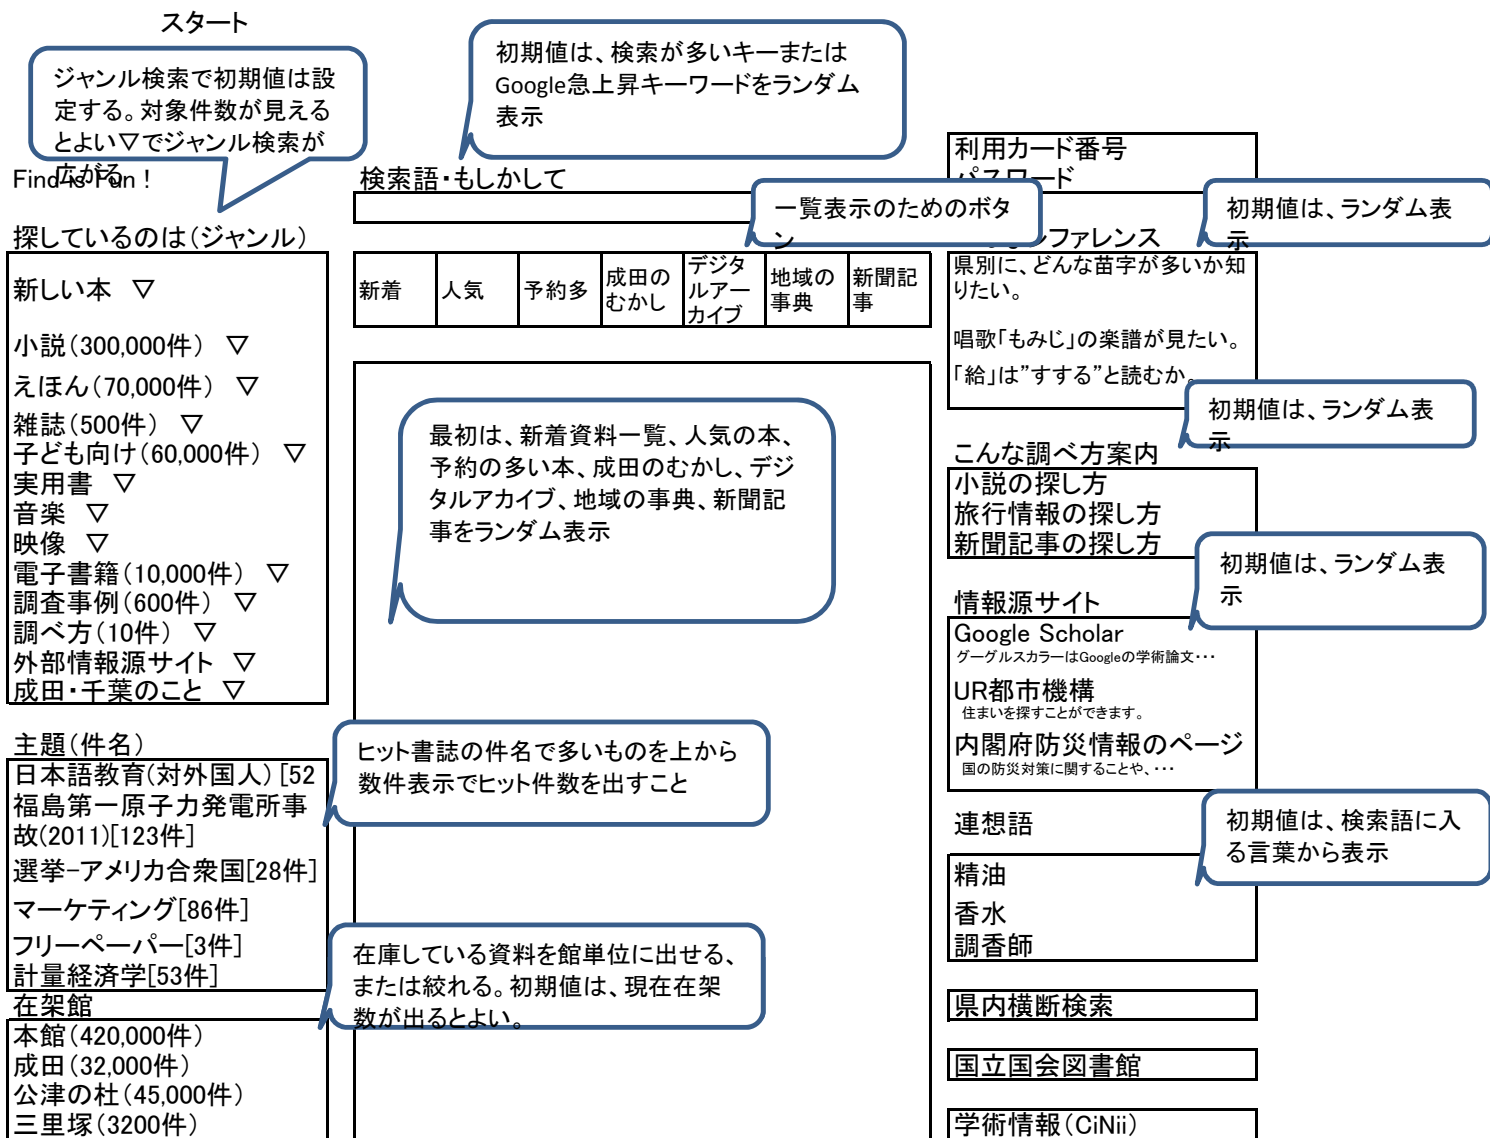 スタート
ジャンル検索で初期値は設
定する。対象件数が見える
とよい▽でジャンル検索が
広がる
初期値は、検索が多いキーまたは
Google急上昇キーワードをランダム
表示
Find is Fun！
検索語・もしかして
利用カード番号
パスワード
一覧表示のためのボタ
ン
初期値は、ランダム表
示
探しているのは（ジャンル）
新しい本　▽
小説（300,000件）　▽
えほん（70,000件）　▽
雑誌（500件）　▽
子ども向け（60,000件）　▽
実用書　▽
音楽　▽
映像　▽
電子書籍（10,000件）　▽
調査事例（600件）　▽
調べ方（10件）　▽
外部情報源サイト　▽
成田・千葉のこと　▽
新着
人気
予約多
成田の
むかし
デジタ
ルアー
カイブ
地域の
事典
新聞記
事
最初は、新着資料一覧、人気の本、
予約の多い本、成田のむかし、デジ
タルアカイブ、地域の事典、新聞記
事をランダム表示
ファレンス
県別に、どんな苗字が多いか知
りたい。
唱歌「もみじ」の楽譜が見たい。
「給」は”すする”と読むか。
初期値は、ランダム表
示
こんな調べ方案内
小説の探し方
旅行情報の探し方
新聞記事の探し方
初期値は、ランダム表
示
情報源サイト
Google Scholar
グーグルスカラーはGoogleの学術論文・・・
UR都市機構
住まいを探すことができます。
内閣府防災情報のページ
国の防災対策に関することや、・・・
主題（件名）
日本語教育(対外国人) [52
福島第一原子力発電所事
故(2011)[123件]
選挙-アメリカ合衆国[28件]
マーケティング[86件]
フリーペーパー[3件]
計量経済学[53件]
ヒット書誌の件名で多いものを上から
数件表示でヒット件数を出すこと
連想語
初期値は、検索語に入
る言葉から表示
精油
香水
調香師
在架館
本館（420,000件）
成田（32,000件）
公津の杜（45,000件）
三里塚（3200件）
在庫している資料を館単位に出せる、
または絞れる。初期値は、現在在架
数が出るとよい。
県内横断検索
国立国会図書館
学術情報（CiNii）